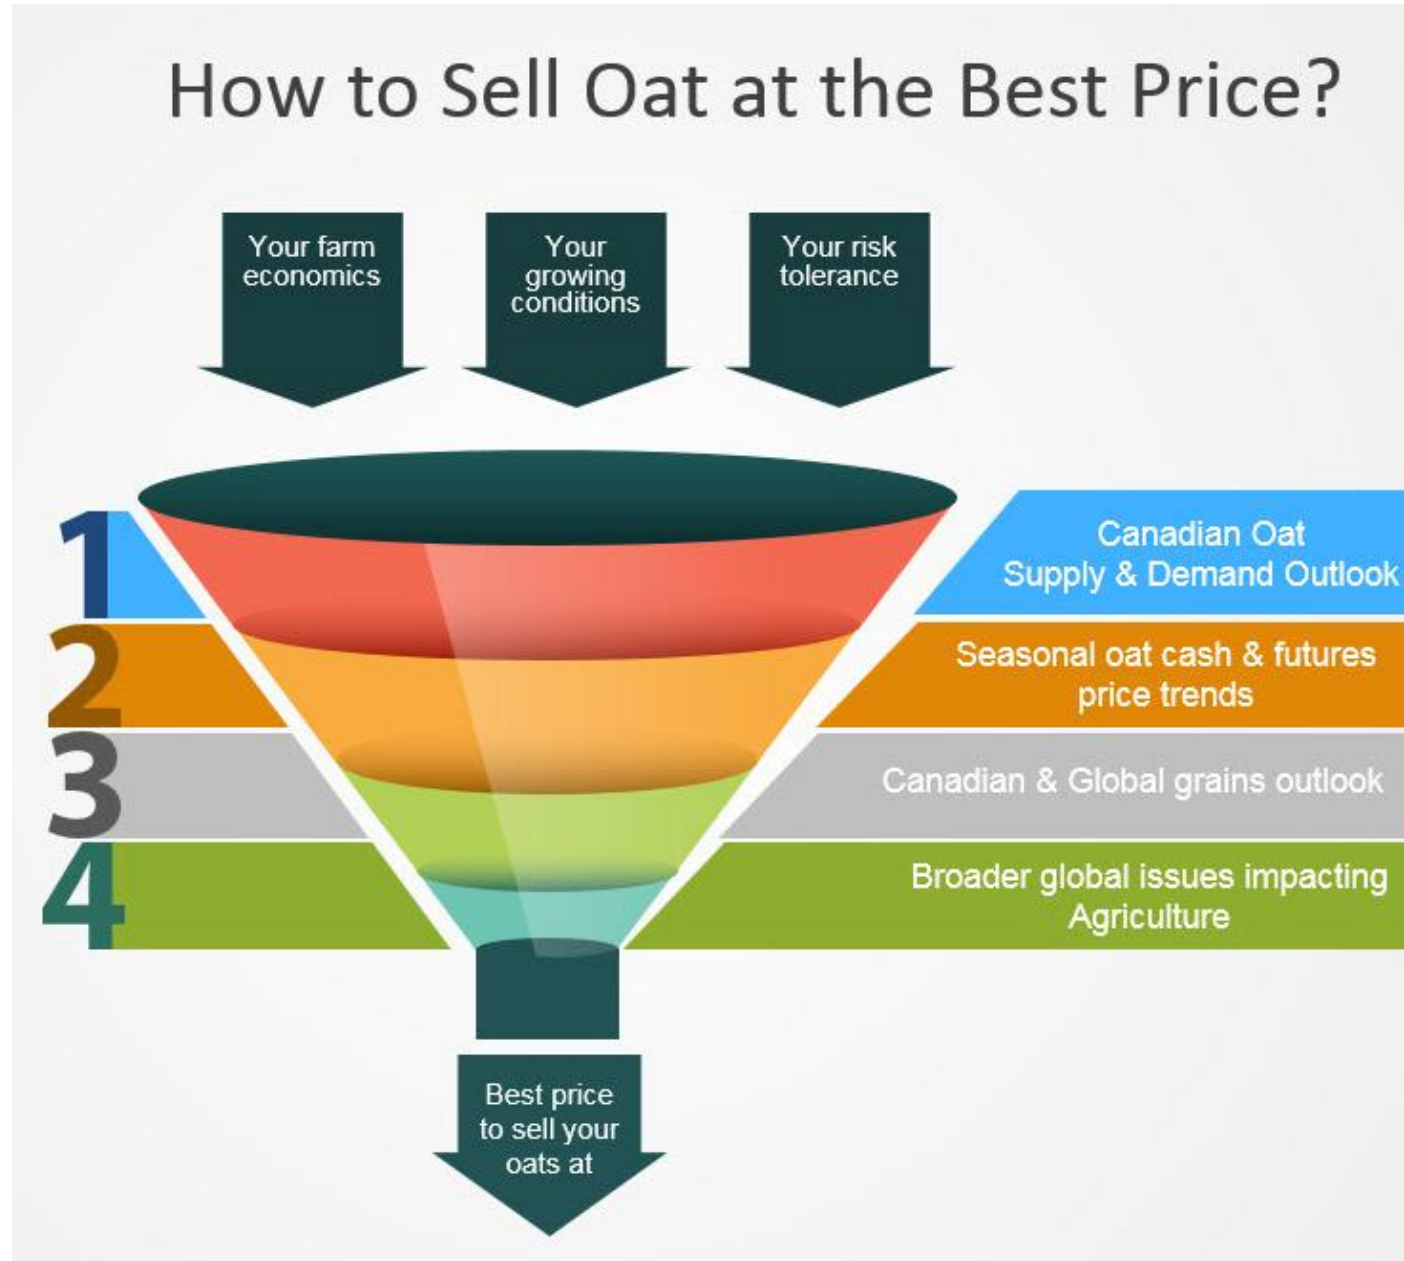 How to Sell Oat at the Best Price?
Your farm
economics
Your
growing
conditions
Your risk
tolerance
1
Canadian Oat
Supply & Demand Outlook
2
Seasonal oat cash & futures
price trends
3
Canadian & Global grains outlook
4
Broader global issues impacting
Agriculture
Best price
to sell your
oats at